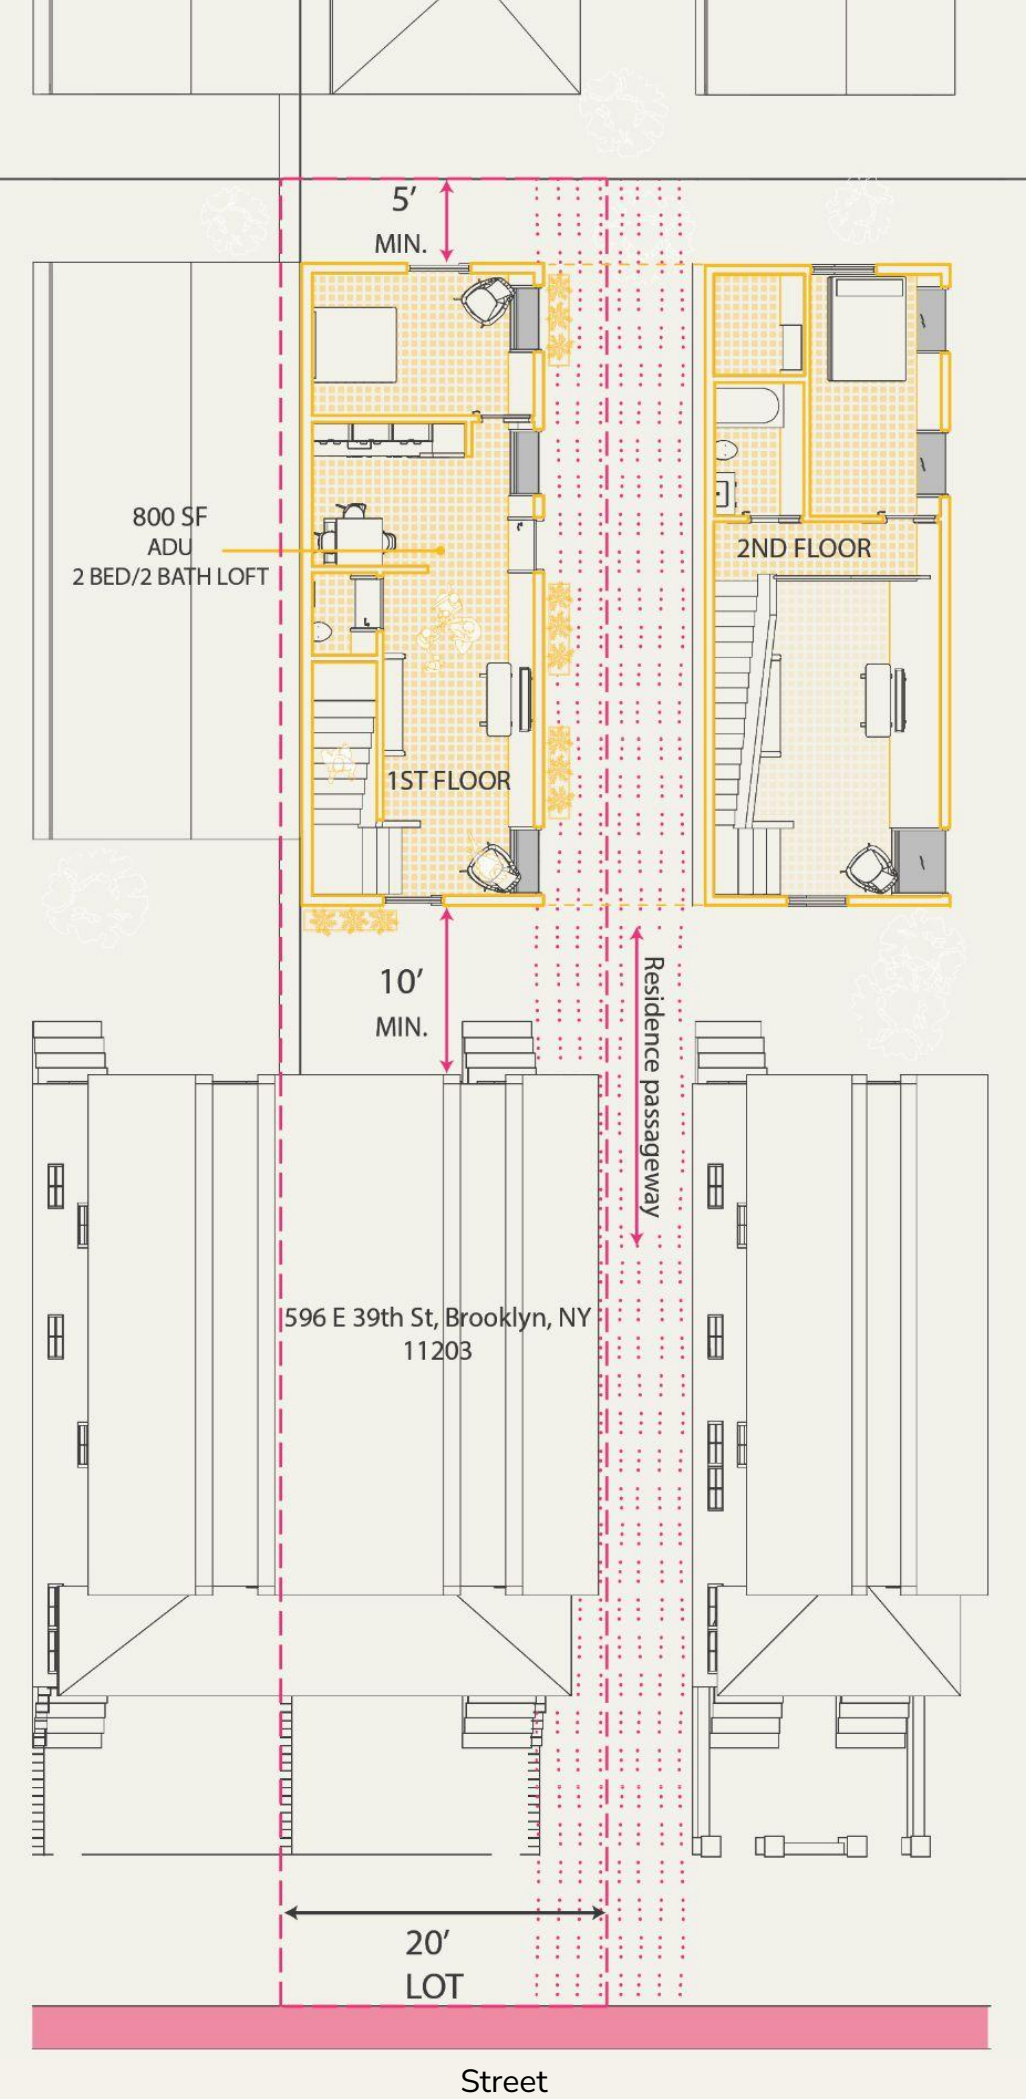 5′
MIN.
800 SF
ADU
2 BED/2 BATH LOFT
2ND FLOOR
1ST FLOOR
10′
MIN.
Residence passageway
596 E 39th St, Brooklyn, NY
11203
20′
LOT
Street